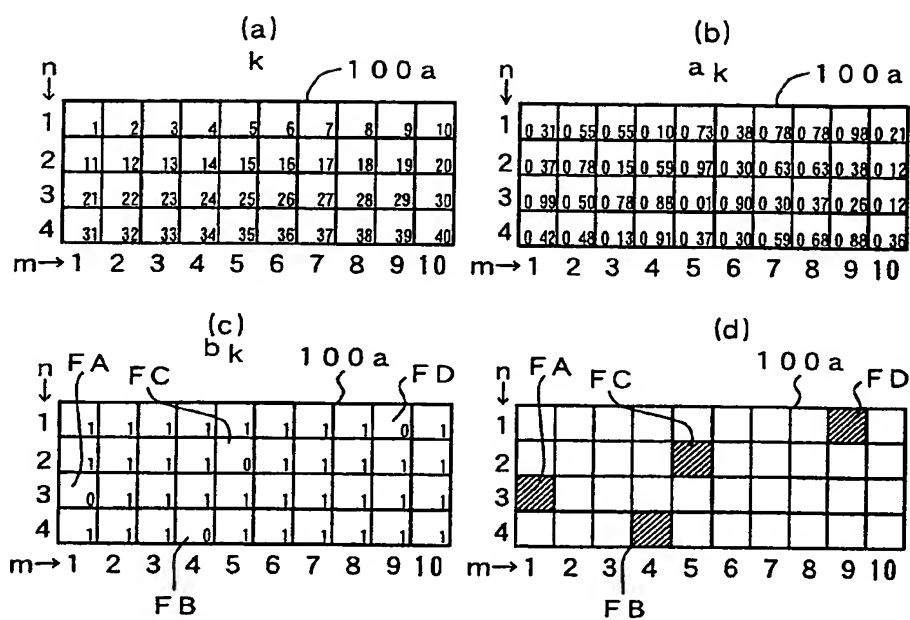 (a)
k
n
↓
100a
1 1 2 3 4 5 6 7 8 9 10
2 11 12 13 14 15 16 17 18 19 20
3 21 22 23 24 25 26 27 28 29 30
4 31 32 33 34 35 36 37 38 39 40
m→1 2 3 4 5 6 7 8 9 10
(b)
ak
n
↓
100a
1 0 31 0 55 0 55 0 10 0 73 0 38 0 78 0 78 0 98 0 21
2 0 37 0 78 0 15 0 59 0 97 0 30 0 63 0 63 0 38 0 12
3 0 99 0 50 0 78 0 88 0 01 0 90 0 30 0 37 0 26 0 12
4 0 42 0 48 0 13 0 91 0 37 0 30 0 59 0 68 0 88 0 36
m→1 2 3 4 5 6 7 8 9 10
(c)
bk
n
↓
FA
FC
100a
FD
1 1 1 1 1 1 1 1 1 0 1
2 1 1 1 1 0 1 1 1 1 1
3 0 1 1 1 1 1 1 1 1 1
4 1 1 1 0 1 1 1 1 1 1
m→1 2 3 4 5 6 7 8 9 10
FB
(d)
n
↓
FA
FC
100a
FD
1
2
3
4
m→1 2 3 4 5 6 7 8 9 10
FB